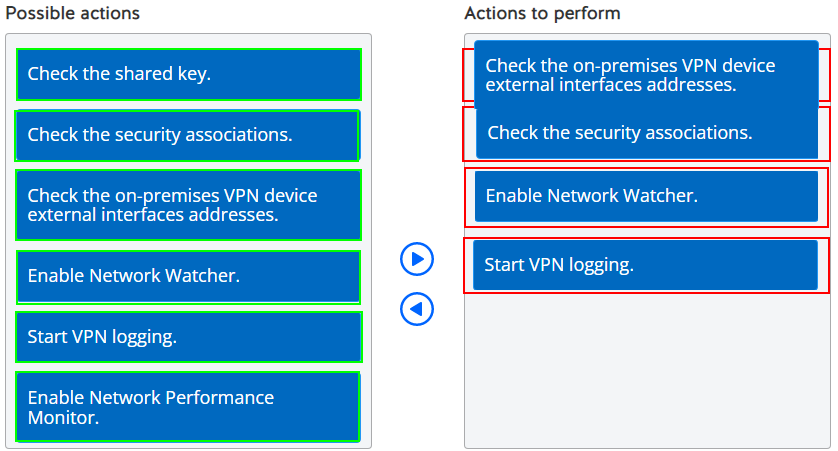 Possible actions
Check the shared key.
Check the security associations.
Check the on-premises VPN device
external interfaces addresses.
Enable Network Watcher.
Start VPN logging.
Enable Network Performance
Monitor.
Actions to perform
Check the on-premises VPN device
external interfaces addresses.
Check the security associations.
Enable Network Watcher.
Start VPN logging.